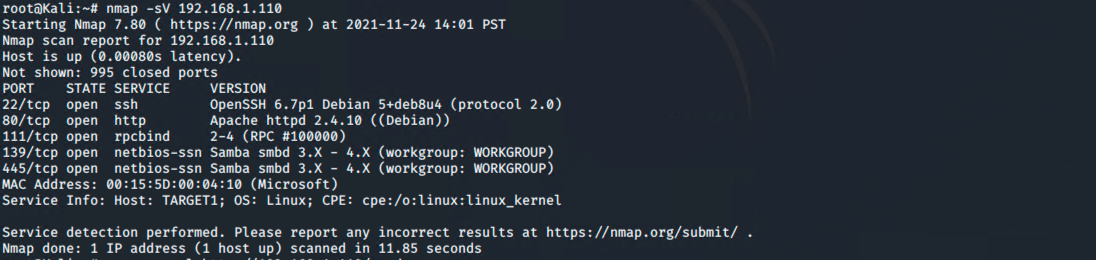 root@Kali:~# nmap -sV 192.168.1.110
Starting Nmap 7.80 ( https://nmap.org ) at 2021-11-24 14:01 PST
Nmap scan report for 192.168.1.110
Host is up (0.00080s latency).
Not shown: 995 closed ports
PORT    STATE SERVICE     VERSION
22/tcp  open  ssh         OpenSSH 6.7p1 Debian 5+deb8u4 (protocol 2.0)
80/tcp  open  http        Apache httpd 2.4.10 ((Debian))
111/tcp open  rpcbind     2-4 (RPC #100000)
139/tcp open  netbios-ssn Samba smbd 3.X - 4.X (workgroup: WORKGROUP)
445/tcp open  netbios-ssn Samba smbd 3.X - 4.X (workgroup: WORKGROUP)
MAC Address: 00:15:5D:00:04:10 (Microsoft)
Service Info: Host: TARGET1; OS: Linux; CPE: cpe:/o:linux:linux_kernel
Service detection performed. Please report any incorrect results at https://nmap.org/submit/ .
Nmap done: 1 IP address (1 host up) scanned in 11.85 seconds